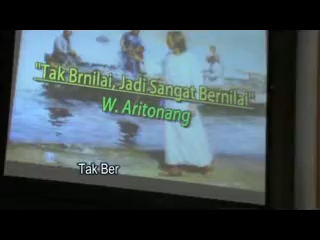 "Tak Brnilai, Jadi Sangat Bernilai"
W. Aritonang
Tak Ber